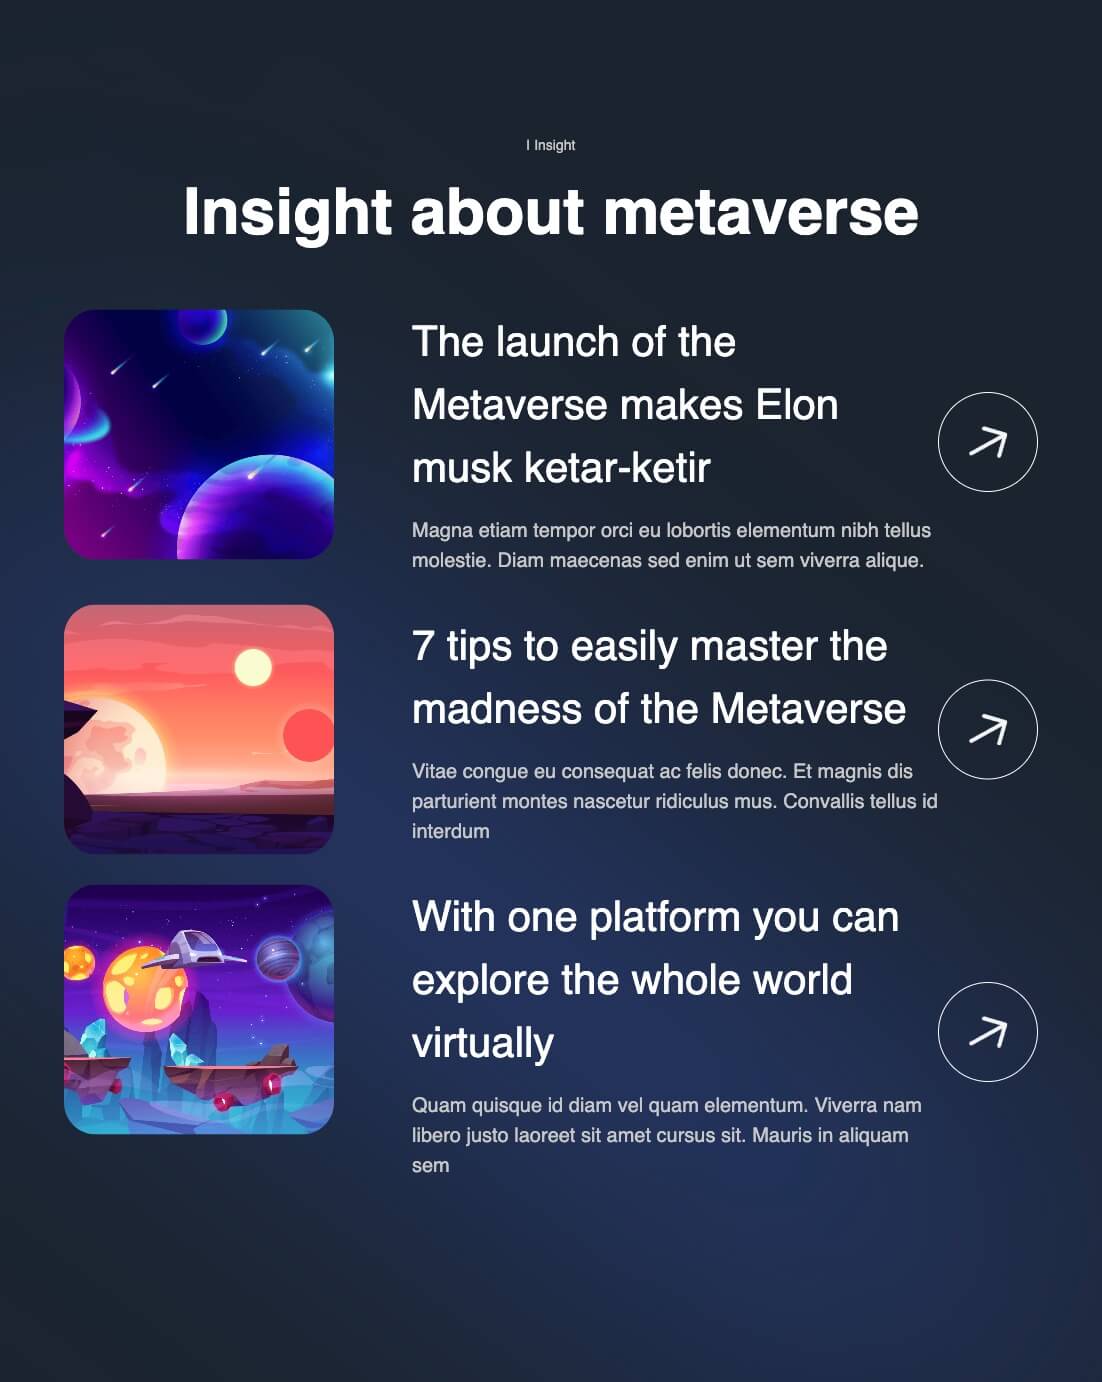 | Insight
Insight about metaverse
The launch of the
Metaverse makes Elon
musk ketar-ketir
Magna etiam tempor orci eu lobortis elementum nibh tellus
molestie. Diam maecenas sed enim ut sem viverra alique.
7 tips to easily master the
madness of the Metaverse
Vitae congue eu consequat ac felis donec. Et magnis dis
parturient montes nascetur ridiculus mus. Convallis tellus id
interdum
With one platform you can
explore the whole world
virtually
Quam quisque id diam vel quam elementum. Viverra nam
libero justo laoreet sit amet cursus sit. Mauris in aliquam
sem